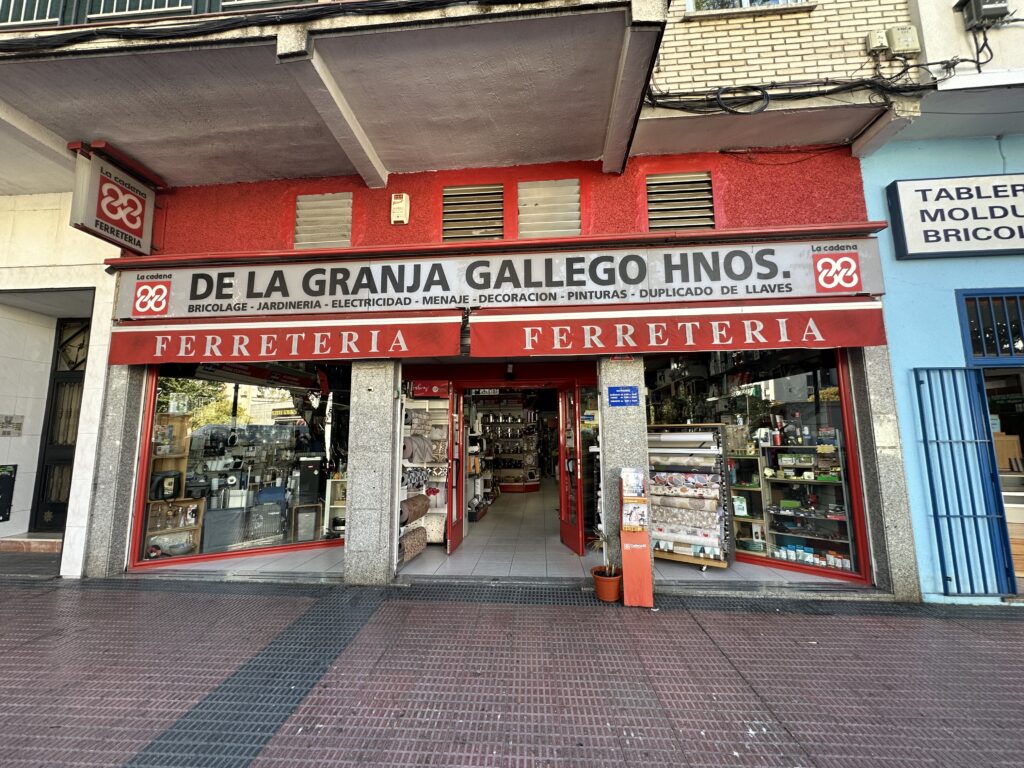 La cadena
FERRETERIA
La cadena
DE LA GRANJA GALLEGO HNOS.
BRICOLAGE - JARDINERIA - ELECTRICIDAD - MENAJE - DECORACION - PINTURAS - DUPLICADO DE LLAVES
La cadena
FERRETERIA
FERRETERIA
TABLER
MOLDU
BRICOL